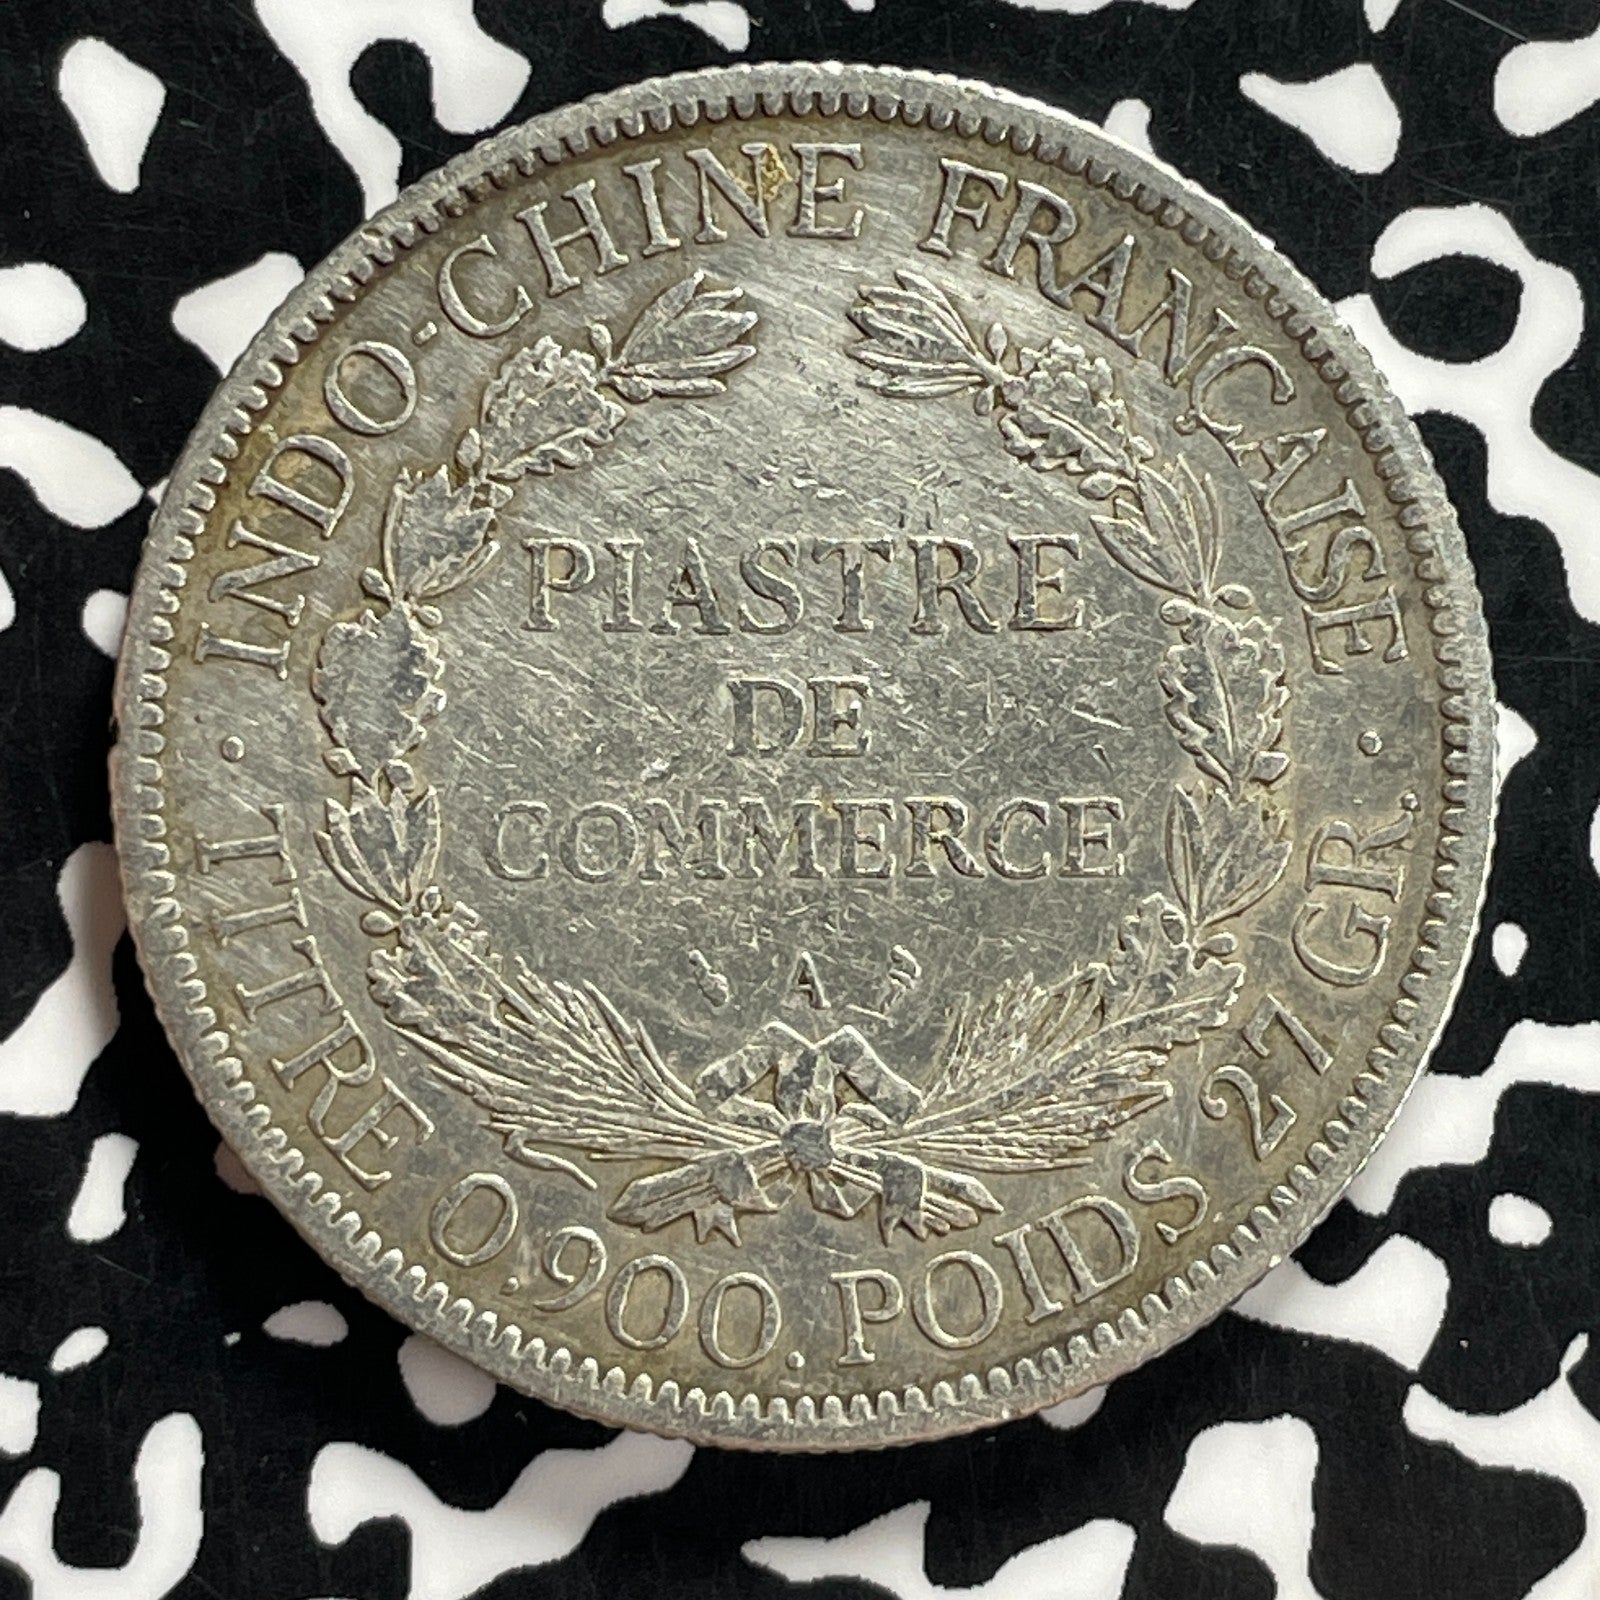 INDO-CHINE FRANÇAISE
PIASTRE
DE
COMMERCE
A
· TITRE 0,900. POIDS 27 GR. ·